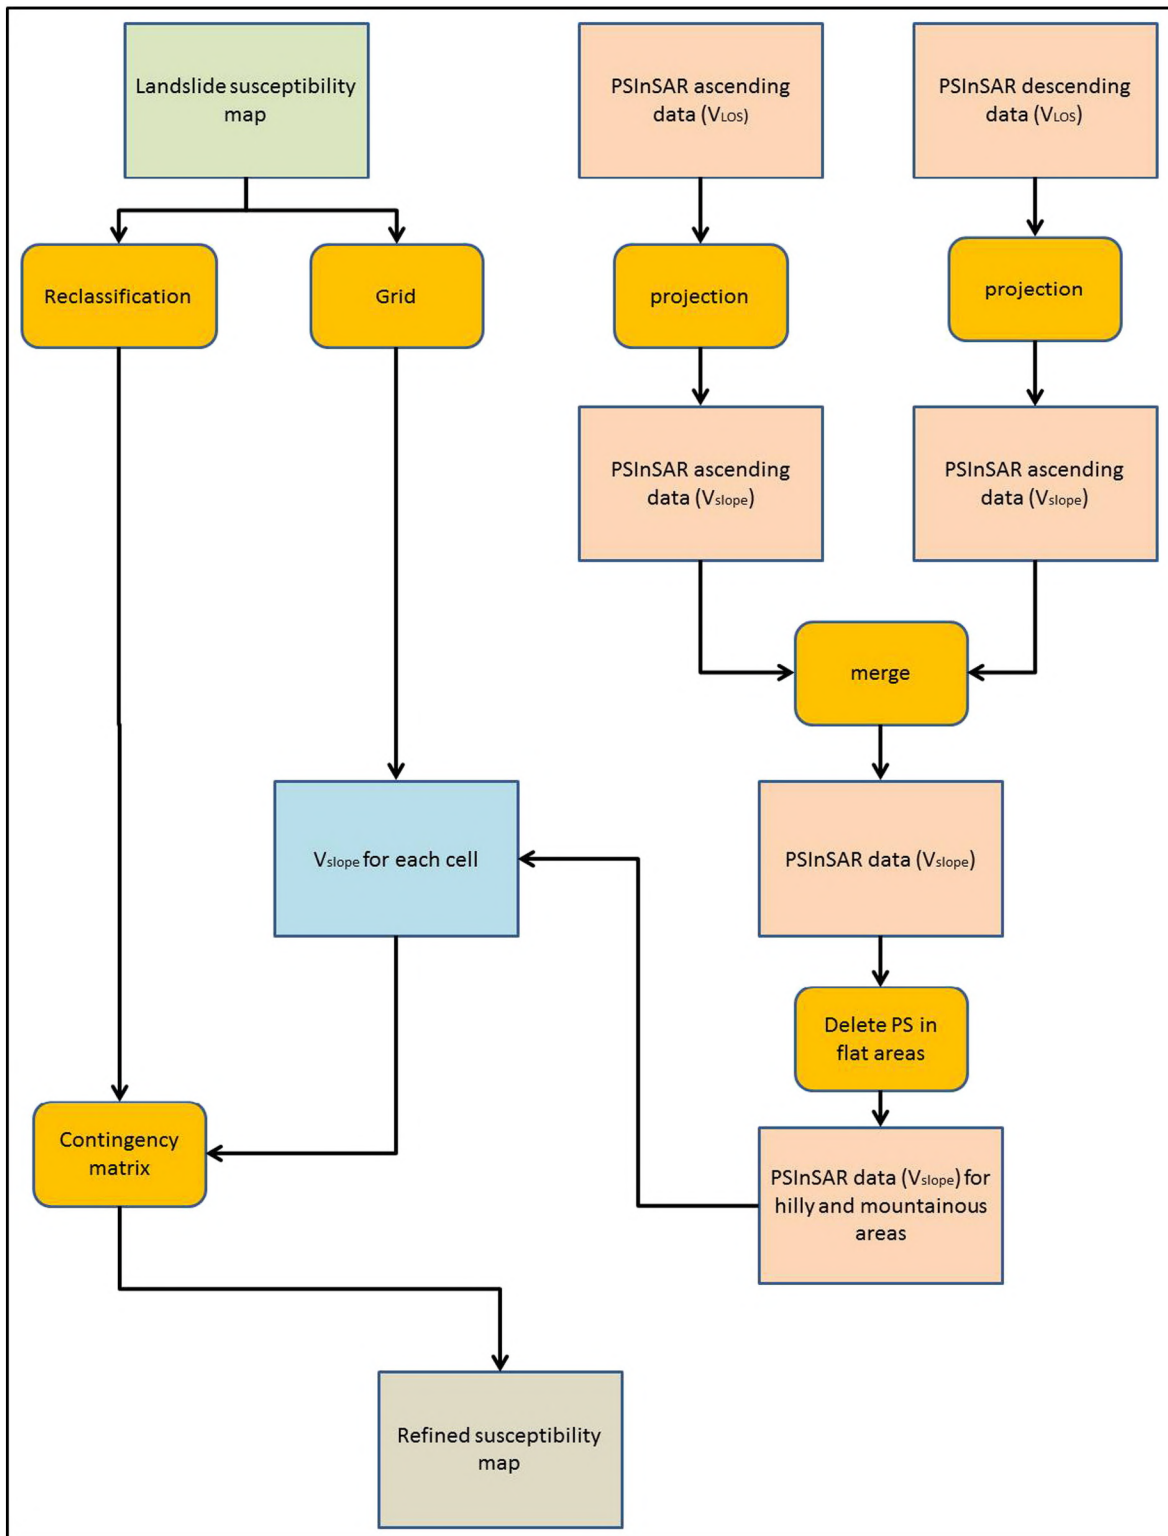 Landslide susceptibility
map
PSInSAR ascending
data (VLOS)
PSInSAR descending
data (VLOS)
Reclassification
Grid
projection
projection
PSInSAR ascending
data (Vslope)
PSInSAR ascending
data (Vslope)
merge
Vslope for each cell
PSInSAR data (Vslope)
Delete PS in
flat areas
Contingency
matrix
PSInSAR data (Vslope) for
hilly and mountainous
areas
Refined susceptibility
map